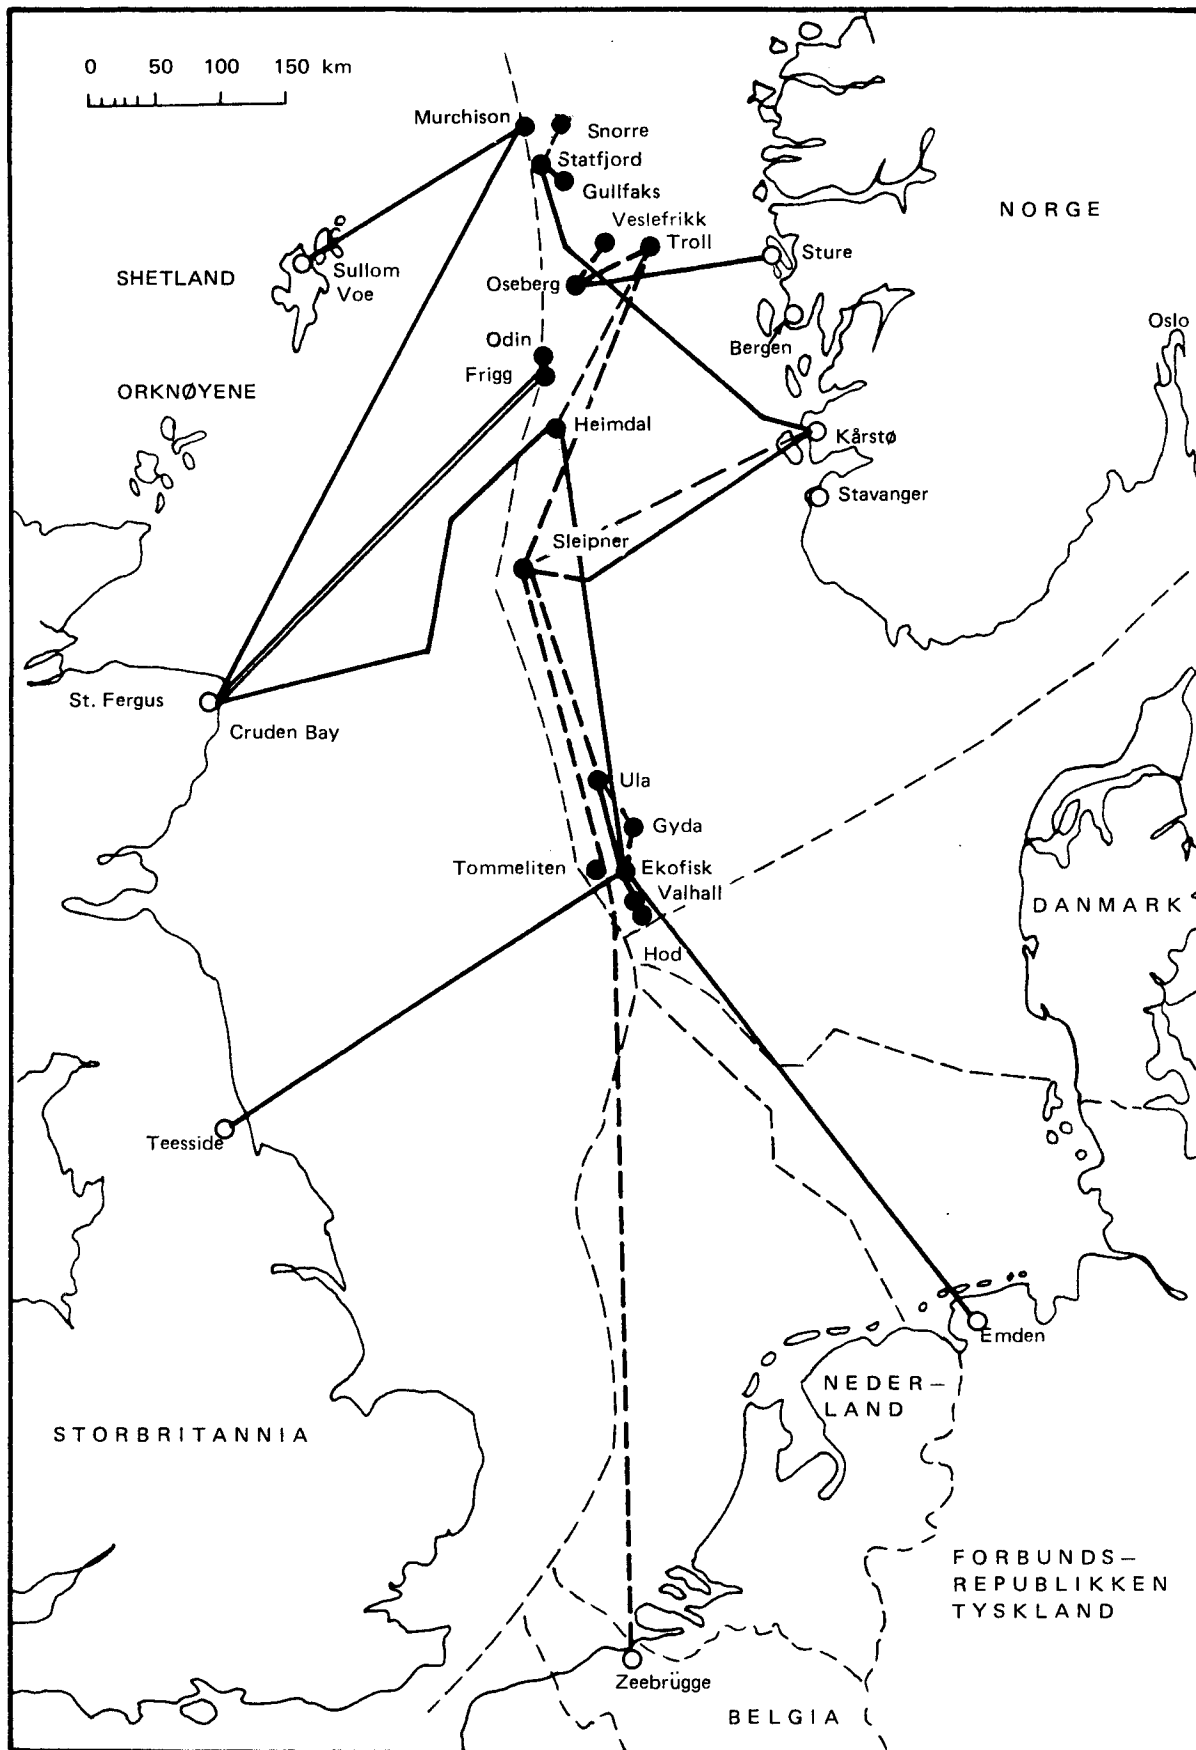 0 50 100 150 km
Murchison
Snorre
Statfjord
Gullfaks
NORGE
Veslefrikk
Troll
Sture
SHETLAND
Sullom
Voe
Oseberg
Oslo
Odin
Bergen
Frigg
ORKNØYENE
Heimdal
Kårstø
Stavanger
Sleipner
St. Fergus
Cruden Bay
Ula
Gyda
Tommeliten
Ekofisk
Valhall
DANMARK
Hod
Teesside
Emden
NEDER–
LAND
STORBRITANNIA
FORBUNDS–
REPUBLIKKEN
TYSKLAND
Zeebrügge
BELGIA